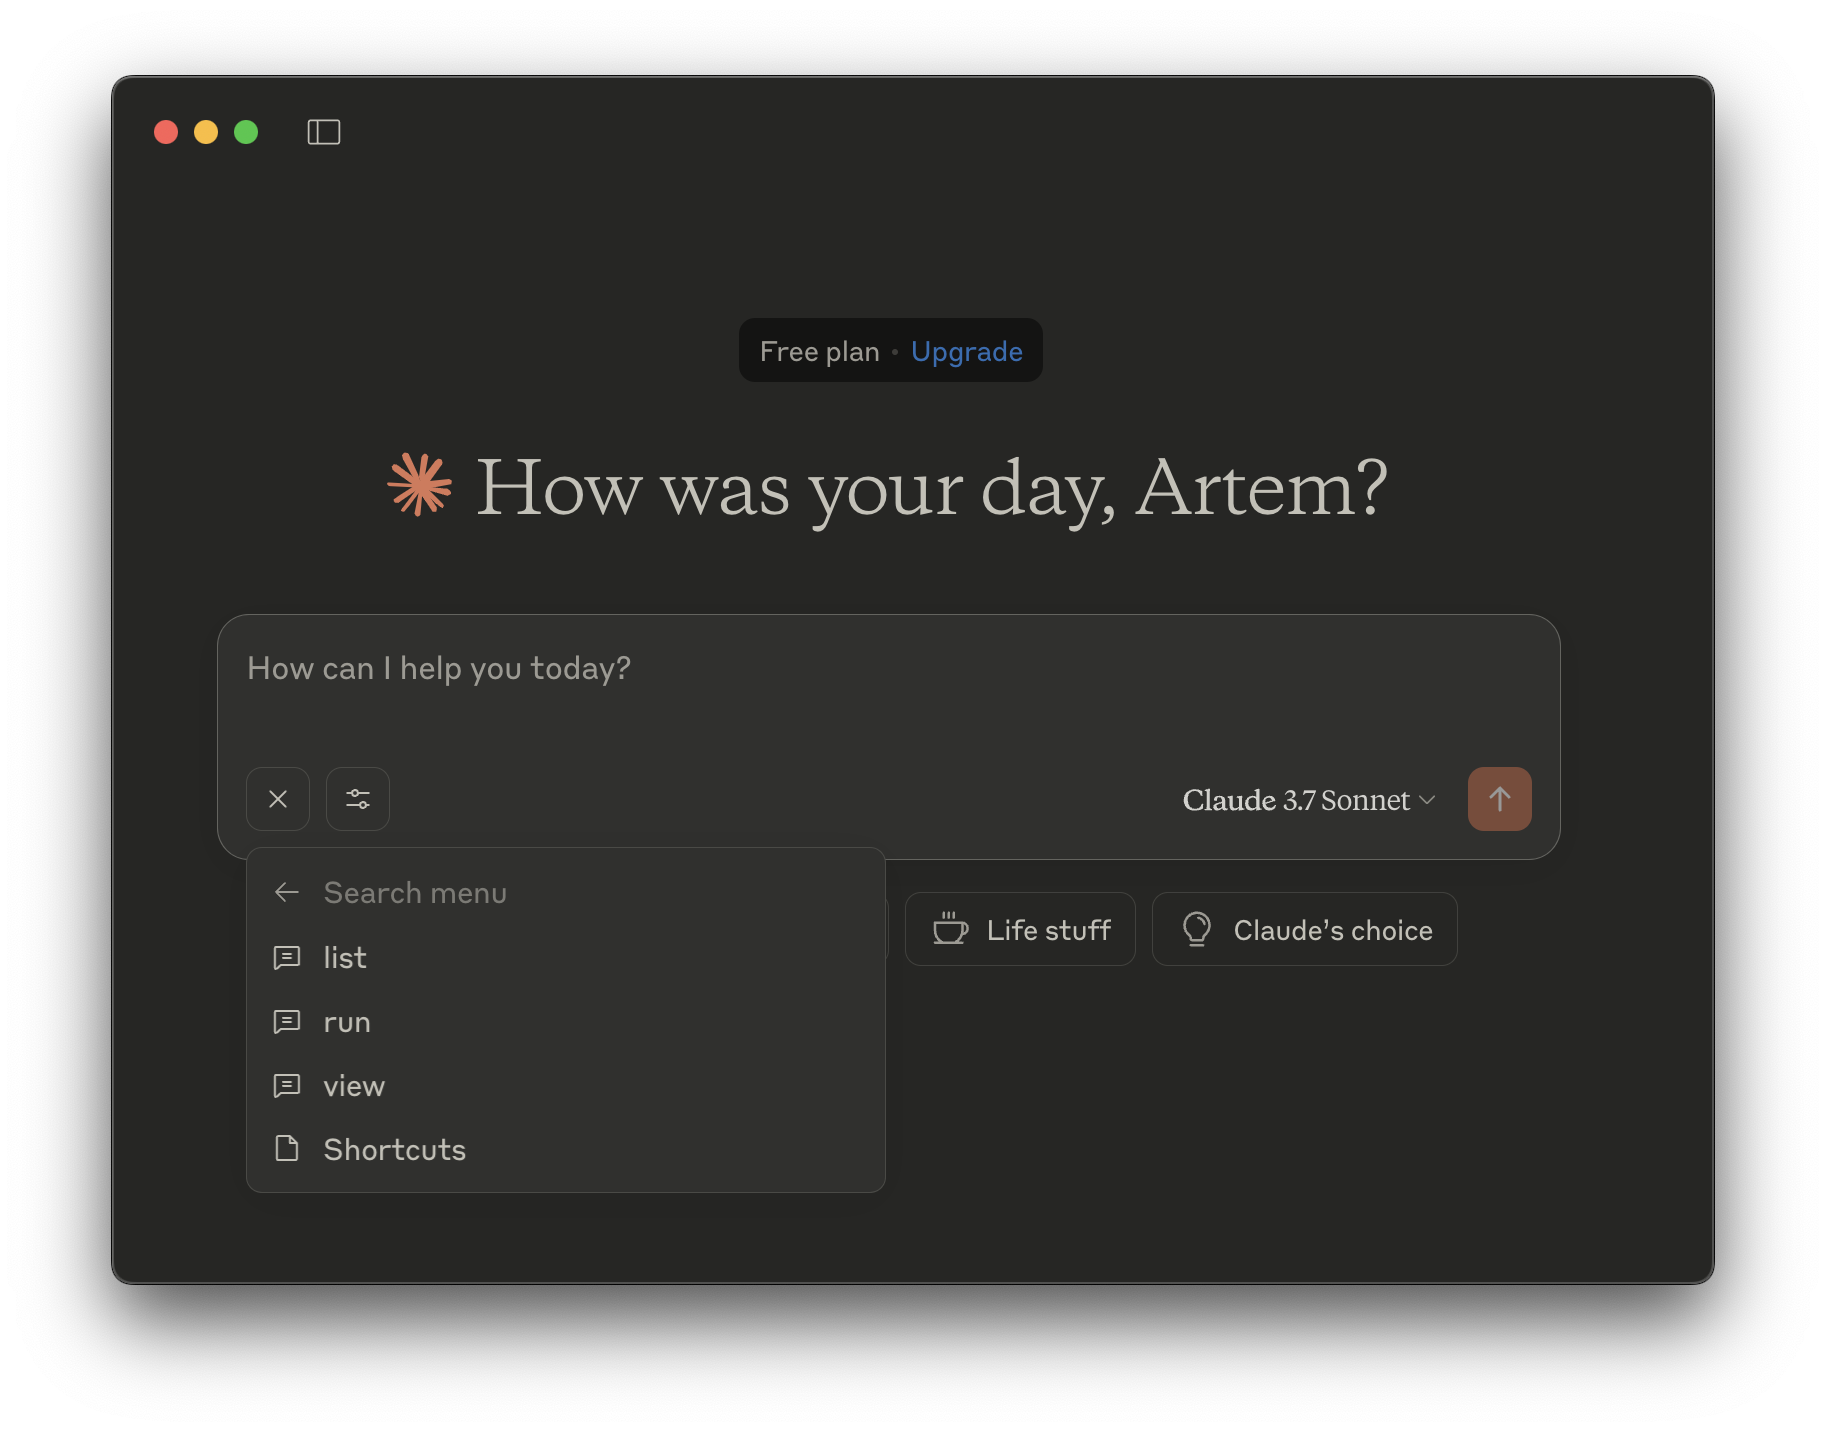 Free plan • Upgrade
How was your day, Artem?
How can I help you today?
Claude 3.7 Sonnet
Search menu
list
run
view
Shortcuts
Life stuff
Claude’s choice